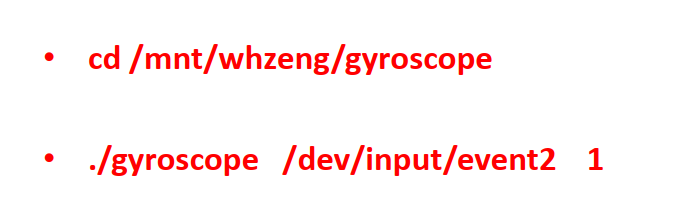 • cd /mnt/whzeng/gyroscope
• ./gyroscope /dev/input/event2 1